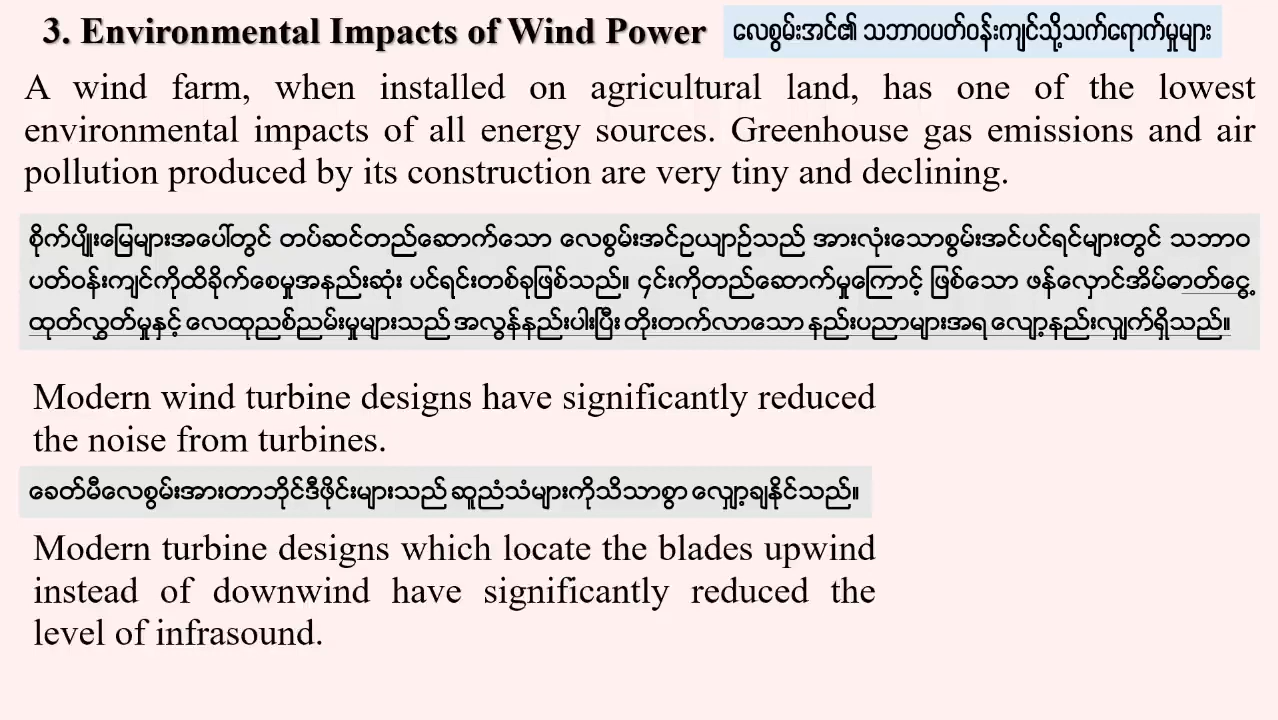 3. Environmental Impacts of Wind Power လေစွမ်းအင်၏ သဘာဝပတ်ဝန်းကျင်သို့သက်ရောက်မှုများ
A wind farm, when installed on agricultural land, has one of the lowest
environmental impacts of all energy sources. Greenhouse gas emissions and air
pollution produced by its construction are very tiny and declining.
စိုက်ပျိုးမြေများအပေါ်တွင် တပ်ဆင်တည်ဆောက်သော လေစွမ်းအင်ဥယျာဉ်သည် အားလုံးသောစွမ်းအင်ပင်ရင်များတွင် သဘာဝ
ပတ်ဝန်းကျင်ကိုထိခိုက်စေမှုအနည်းဆုံး ပင်ရင်းတစ်ခုဖြစ်သည်။ ၄င်းကိုတည်ဆောက်မှုကြောင့် ဖြစ်သော ဖန်လှောင်အိမ်ဓာတ်ငွေ့
ထုတ်လွှတ်မှုနှင့် လေထုညစ်ညမ်းမှုများသည် အလွန်နည်းပါးပြီး တိုးတက်လာသော နည်းပညာများအရ လျော့နည်းလျှက်ရှိသည်။
Modern wind turbine designs have significantly reduced
the noise from turbines.
ခေတ်မီလေစွမ်းအားတာဘိုင်ဒီဖိုင်းများသည် ဆူညံသံများကိုသိသာစွာ လျှော့ချနိုင်သည်။
Modern turbine designs which locate the blades upwind
instead of downwind have significantly reduced the
level of infrasound.